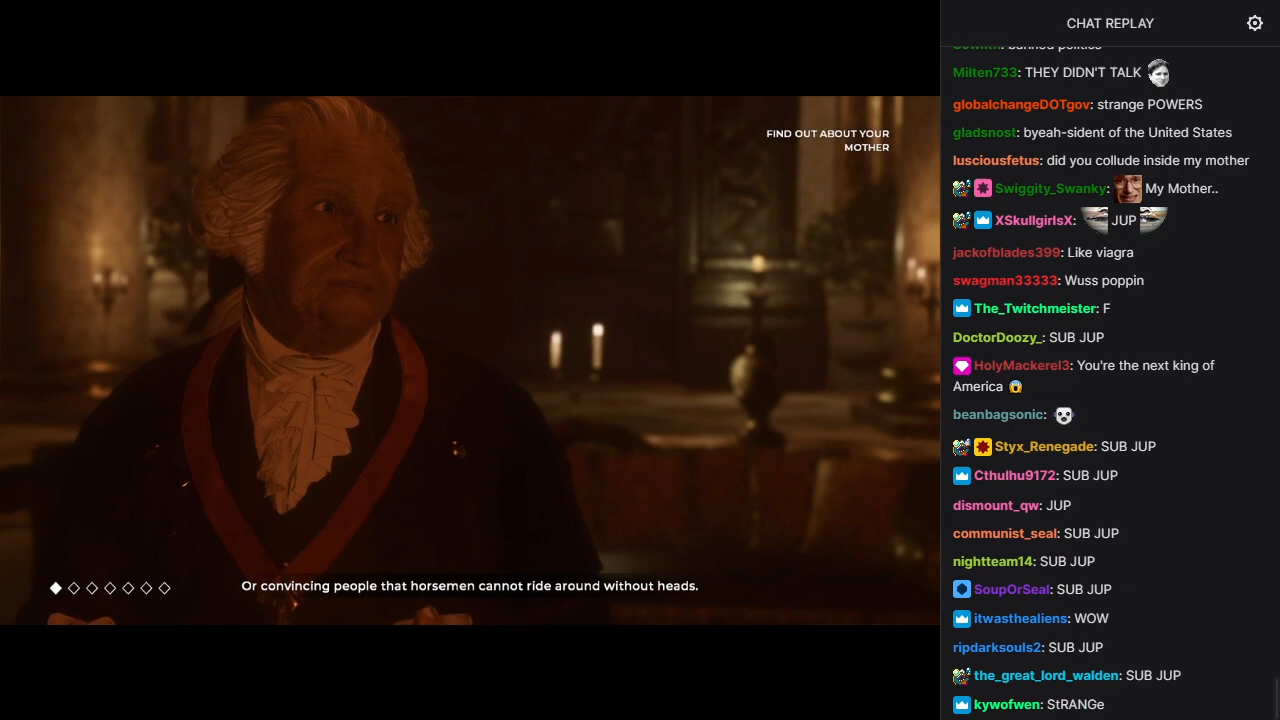 FIND OUT ABOUT YOUR
MOTHER
Or convincing people that horsemen cannot ride around without heads.
CHAT REPLAY
Milten733: THEY DIDN'T TALK
globalchangeDOTgov: strange POWERS
gladsnost: byeah-sident of the United States
lusciousfetus: did you collude inside my mother
Swiggity_Swanky: My Mother..
XSkullgirlsX: JUP
jackofblades399: Like viagra
swagman33333: Wuss poppin
The_Twitchmeister: F
DoctorDoozy_: SUB JUP
HolyMackerel3: You're the next king of
America 😱
beanbagsonic:
Styx_Renegade: SUB JUP
Cthulhu9172: SUB JUP
dismount_qw: JUP
communist_seal: SUB JUP
nightteam14: SUB JUP
SoupOrSeal: SUB JUP
itwasthealiens: WOW
ripdarksouls2: SUB JUP
the_great_lord_walden: SUB JUP
kywofwen: StRANGe